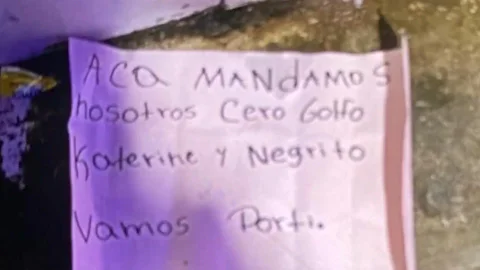 ACA MANdAMOS
Nosotros Cero Golfo
Katerine y Negrito
Vamos Porti.